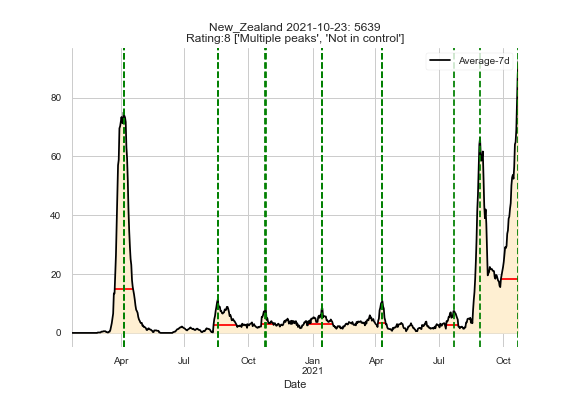 New_Zealand 2021-10-23: 5639
Rating:8 ['Multiple peaks', 'Not in control']
Average-7d
80
60
40
20
0
Apr Jul Oct Jan Apr Jul Oct
2021
Date